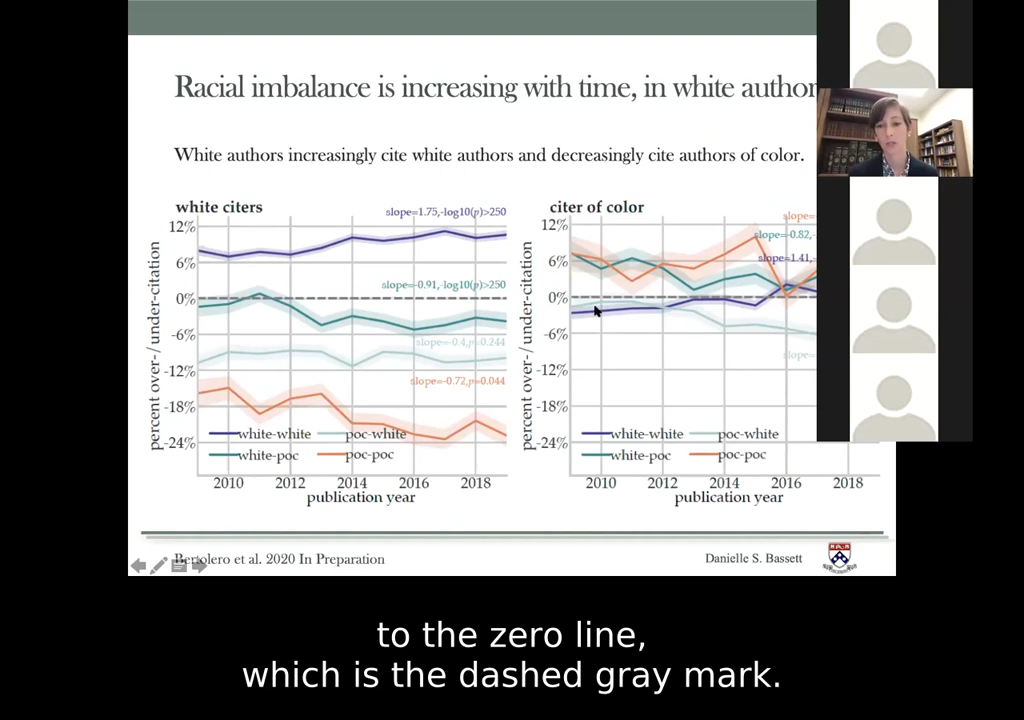 Racial imbalance is increasing with time, in white author
White authors increasingly cite white authors and decreasingly cite authors of color.
white citers
percent over-/ under-citation
12%
6%
0%
-6%
-12%
-18%
-24%
slope=1.75,-log10(p)>250
slope=-0.91,-log10(p)>250
slope=-0.4,p=0.244
slope=-0.72,p=0.044
white-white
poc-white
white-poc
poc-poc
2010 2012 2014 2016 2018
publication year
citer of color
percent over-/ under-citation
12%
6%
0%
-6%
-12%
-18%
-24%
slope=
slope=-0.82,-
slope=1.41,-
slope=
white-white
poc-white
white-poc
poc-poc
2010 2012 2014 2016 2018
publication year
Bertolero et al. 2020 In Preparation
Danielle S. Bassett
to the zero line,
which is the dashed gray mark.